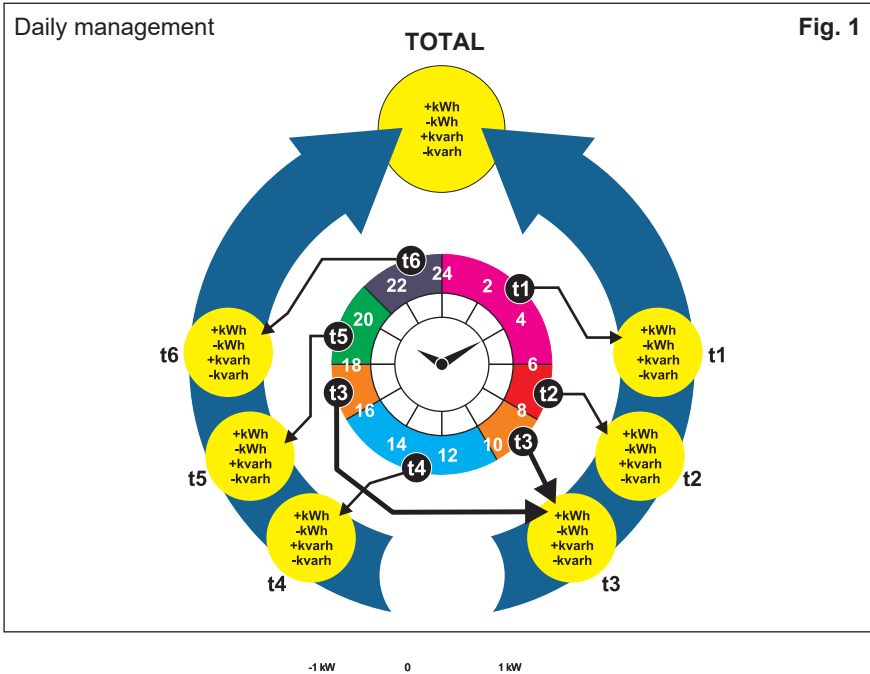 Daily management
Fig. 1
TOTAL
+kWh
-kWh
+kvarh
-kvarh
t6
24
2
22
t1
4
20
t5
+kWh
-kWh
+kvarh
-kvarh
t6
+kWh
-kWh
+kvarh
-kvarh
t1
18
6
t3
t2
16
8
14
12
10
t3
t4
+kWh
-kWh
+kvarh
-kvarh
t5
+kWh
-kWh
+kvarh
-kvarh
t2
+kWh
-kWh
+kvarh
-kvarh
t4
+kWh
-kWh
+kvarh
-kvarh
t3
-1 kW
0
1 kW